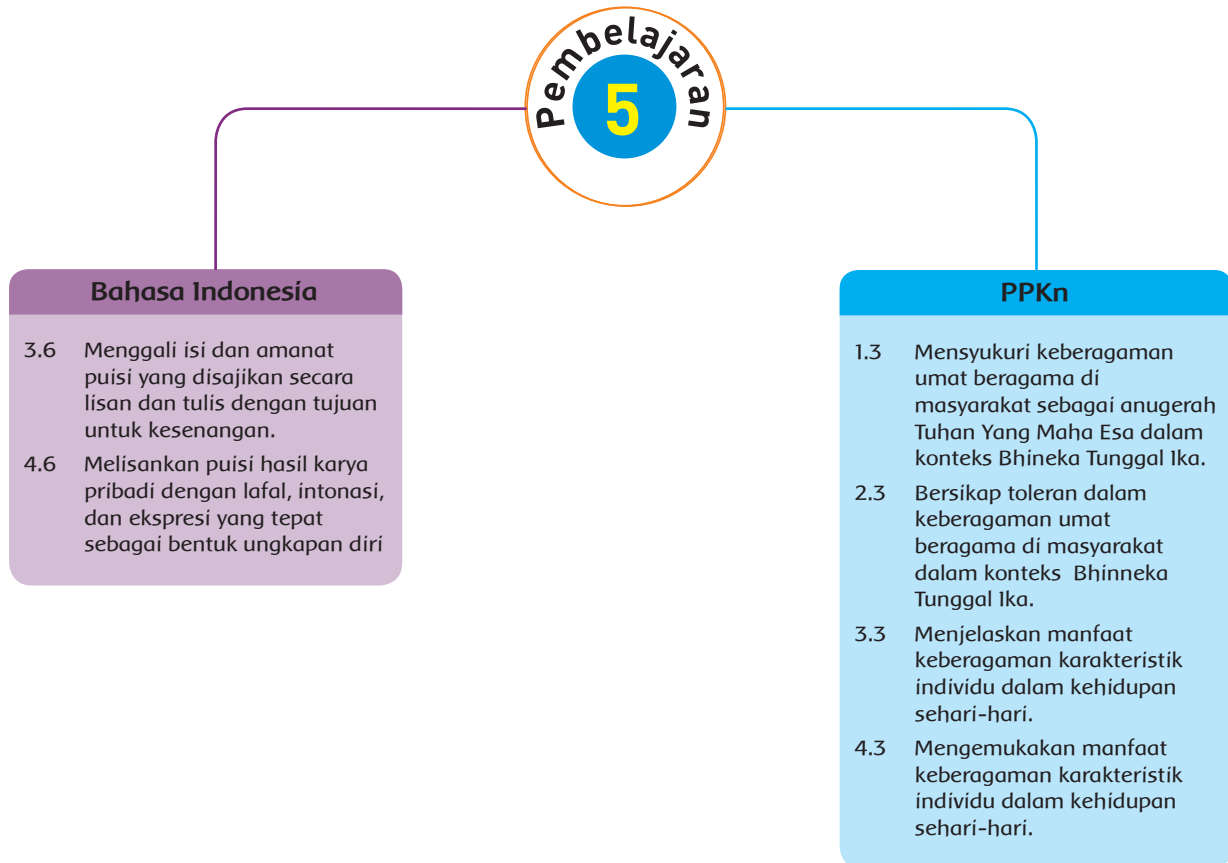 Pembelajaran
5
Bahasa Indonesia
3.6 Menggali isi dan amanat
puisi yang disajikan secara
lisan dan tulis dengan tujuan
untuk kesenangan.
4.6 Melisankan puisi hasil karya
pribadi dengan lafal, intonasi,
dan ekspresi yang tepat
sebagai bentuk ungkapan diri
PPKn
1.3 Mensyukuri keberagaman
umat beragama di
masyarakat sebagai anugerah
Tuhan Yang Maha Esa dalam
konteks Bhineka Tunggal Ika.
2.3 Bersikap toleran dalam
keberagaman umat
beragama di masyarakat
dalam konteks Bhinneka
Tunggal Ika.
3.3 Menjelaskan manfaat
keberagaman karakteristik
individu dalam kehidupan
sehari-hari.
4.3 Mengemukakan manfaat
keberagaman karakteristik
individu dalam kehidupan
sehari-hari.